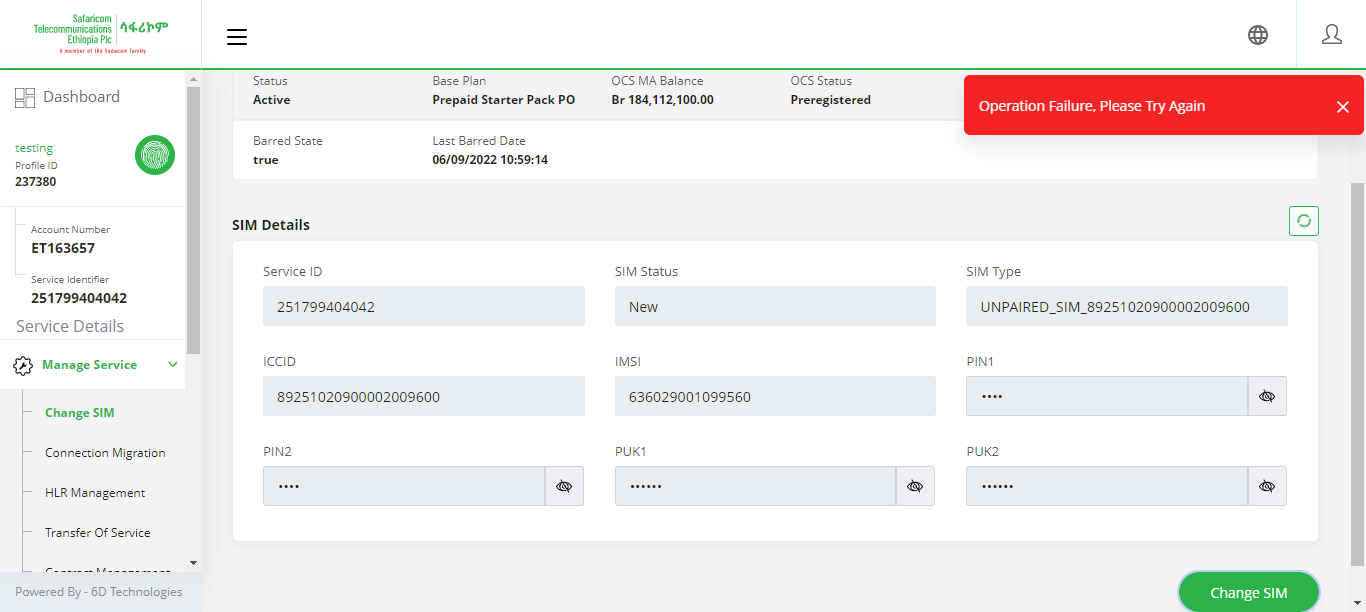 Safaricom
Telecommunications
Ethiopia Plc
ሳፋሪኮም
A member of the Vodacom family
Dashboard
testing
Profile ID
237380
Account Number
ET163657
Service Identifier
251799404042
Service Details
Manage Service
Change SIM
Connection Migration
HLR Management
Transfer Of Service
Contract Management
Powered By - 6D Technologies
Status
Active
Base Plan
Prepaid Starter Pack PO
OCS MA Balance
Br 184,112,100.00
OCS Status
Preregistered
Operation Failure, Please Try Again
Barred State
true
Last Barred Date
06/09/2022 10:59:14
SIM Details
Service ID
251799404042
SIM Status
New
SIM Type
UNPAIRED_SIM_89251020900002009600
ICCID
89251020900002009600
IMSI
636029001099560
PIN1
••••
PIN2
••••
PUK1
••••••
PUK2
••••••
Change SIM